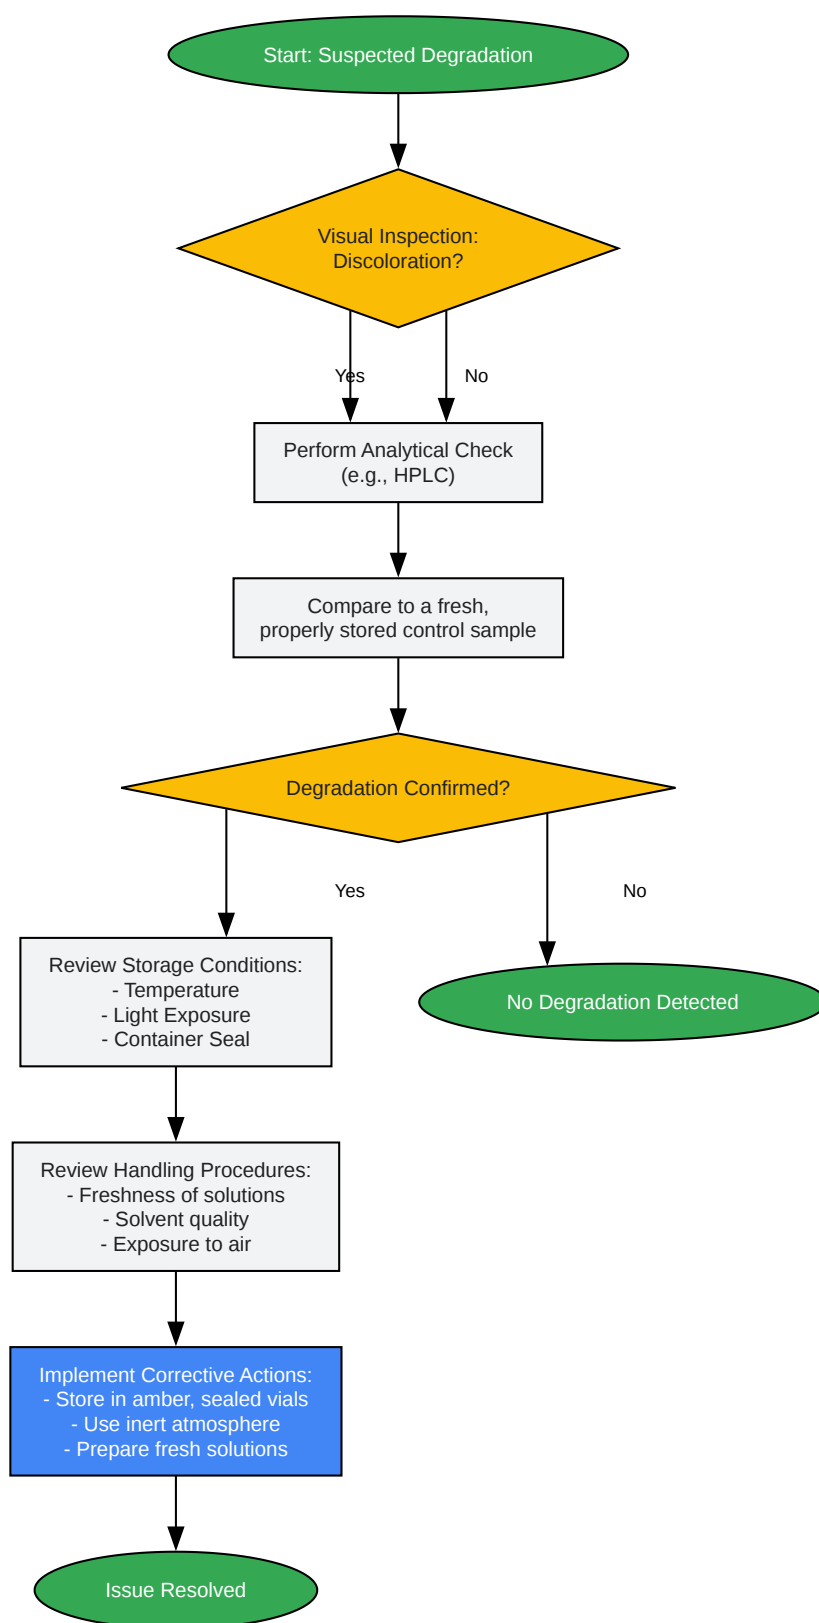 Start: Suspected Degradation
Visual Inspection:
Discoloration?
Yes
No
Perform Analytical Check
(e.g., HPLC)
Compare to a fresh,
properly stored control sample
Degradation Confirmed?
Yes
No
Review Storage Conditions:
- Temperature
- Light Exposure
- Container Seal
No Degradation Detected
Review Handling Procedures:
- Freshness of solutions
- Solvent quality
- Exposure to air
Implement Corrective Actions:
- Store in amber, sealed vials
- Use inert atmosphere
- Prepare fresh solutions
Issue Resolved